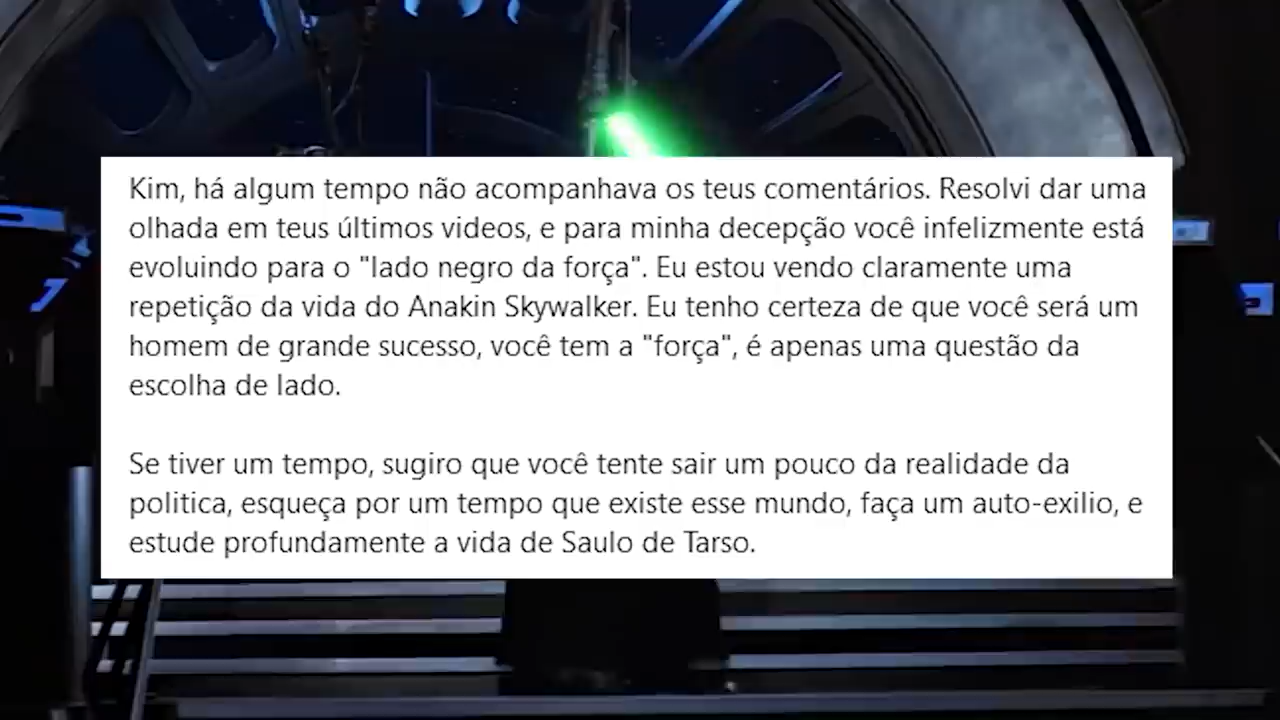 Kim, há algum tempo não acompanhava os teus comentários. Resolvi dar uma
olhada em teus últimos videos, e para minha decepção você infelizmente está
evoluindo para o "lado negro da força". Eu estou vendo claramente uma
repetição da vida do Anakin Skywalker. Eu tenho certeza de que você será um
homem de grande sucesso, você tem a "força", é apenas uma questão da
escolha de lado.
Se tiver um tempo, sugiro que você tente sair um pouco da realidade da
politica, esqueça por um tempo que existe esse mundo, faça um auto-exilio, e
estude profundamente a vida de Saulo de Tarso.